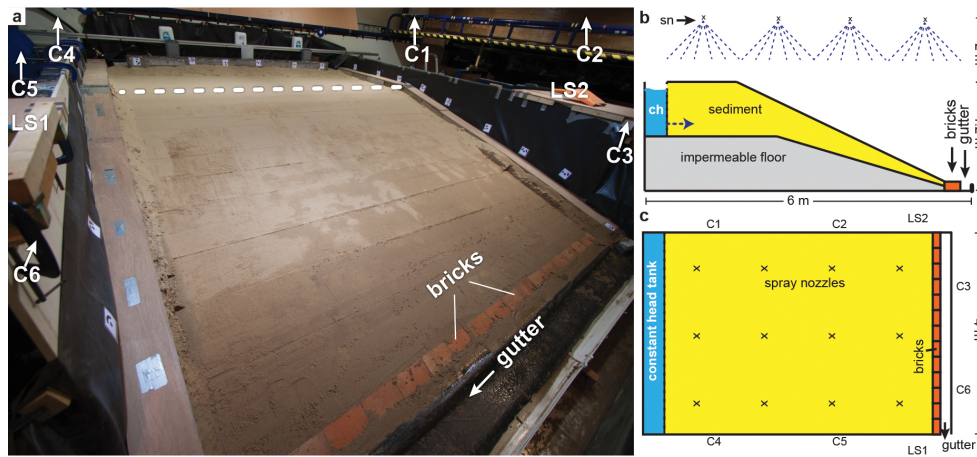 a
C4
C1
C2
C5
LS1
LS2
C3
C6
bricks
gutter
b
sn
ch
sediment
impermeable floor
bricks
gutter
6 m
c
C1
C2
LS2
constant head tank
spray nozzles
bricks
C3
C6
C4
C5
LS1
gutter